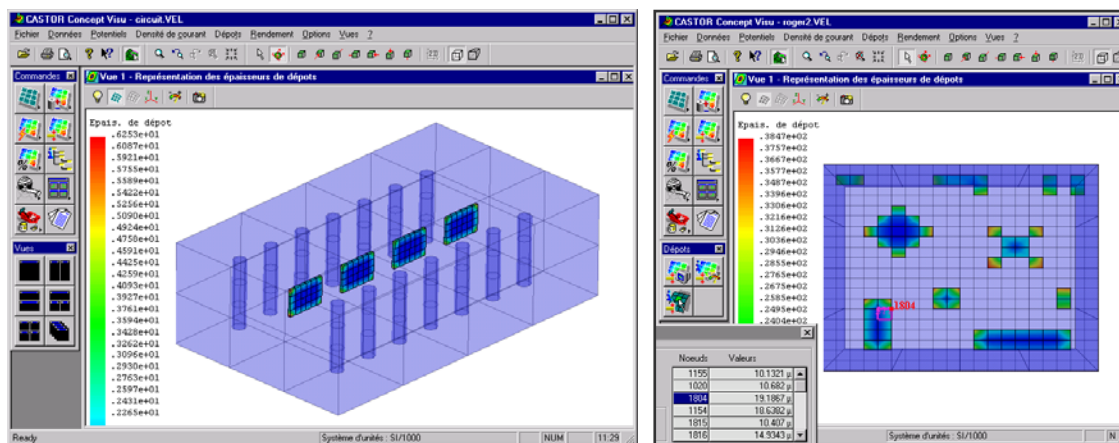 CASTOR Concept Visu - circuit.VEL
Fichier Données Potentiels Densité de courant Dépots Rendement Options Vues ?
Commandes
Vue 1 - Représentation des épaisseurs de dépots
Epais. de dépot
.6253e+01
.6087e+01
.5921e+01
.5755e+01
.5589e+01
.5422e+01
.5256e+01
.5090e+01
.4924e+01
.4758e+01
.4591e+01
.4425e+01
.4259e+01
.4093e+01
.3927e+01
.3761e+01
.3594e+01
.3428e+01
.3262e+01
.3096e+01
.2930e+01
.2763e+01
.2597e+01
.2431e+01
.2265e+01
Vues
Ready Système d'unités : SI/1000 NUM 11:29
CASTOR Concept Visu - roger2.VEL
Fichier Données Potentiels Densité de courant Dépots Rendement Options Vues ?
Commandes
Vue 1 - Représentation des épaisseurs de dépots
Epais. de dépot
.3847e+02
.3757e+02
.3667e+02
.3577e+02
.3487e+02
.3396e+02
.3306e+02
.3216e+02
.3126e+02
.3036e+02
.2946e+02
.2855e+02
.2765e+02
.2675e+02
.2585e+02
.2495e+02
.2404e+02
Dépots
1804
Noeuds Valeurs
1155 10.1321 µ
1020 10.682 µ
1804 19.1867 µ
1154 18.6382 µ
1815 10.407 µ
1816 14.9343 µ
Système d'unités : SI/1000 N